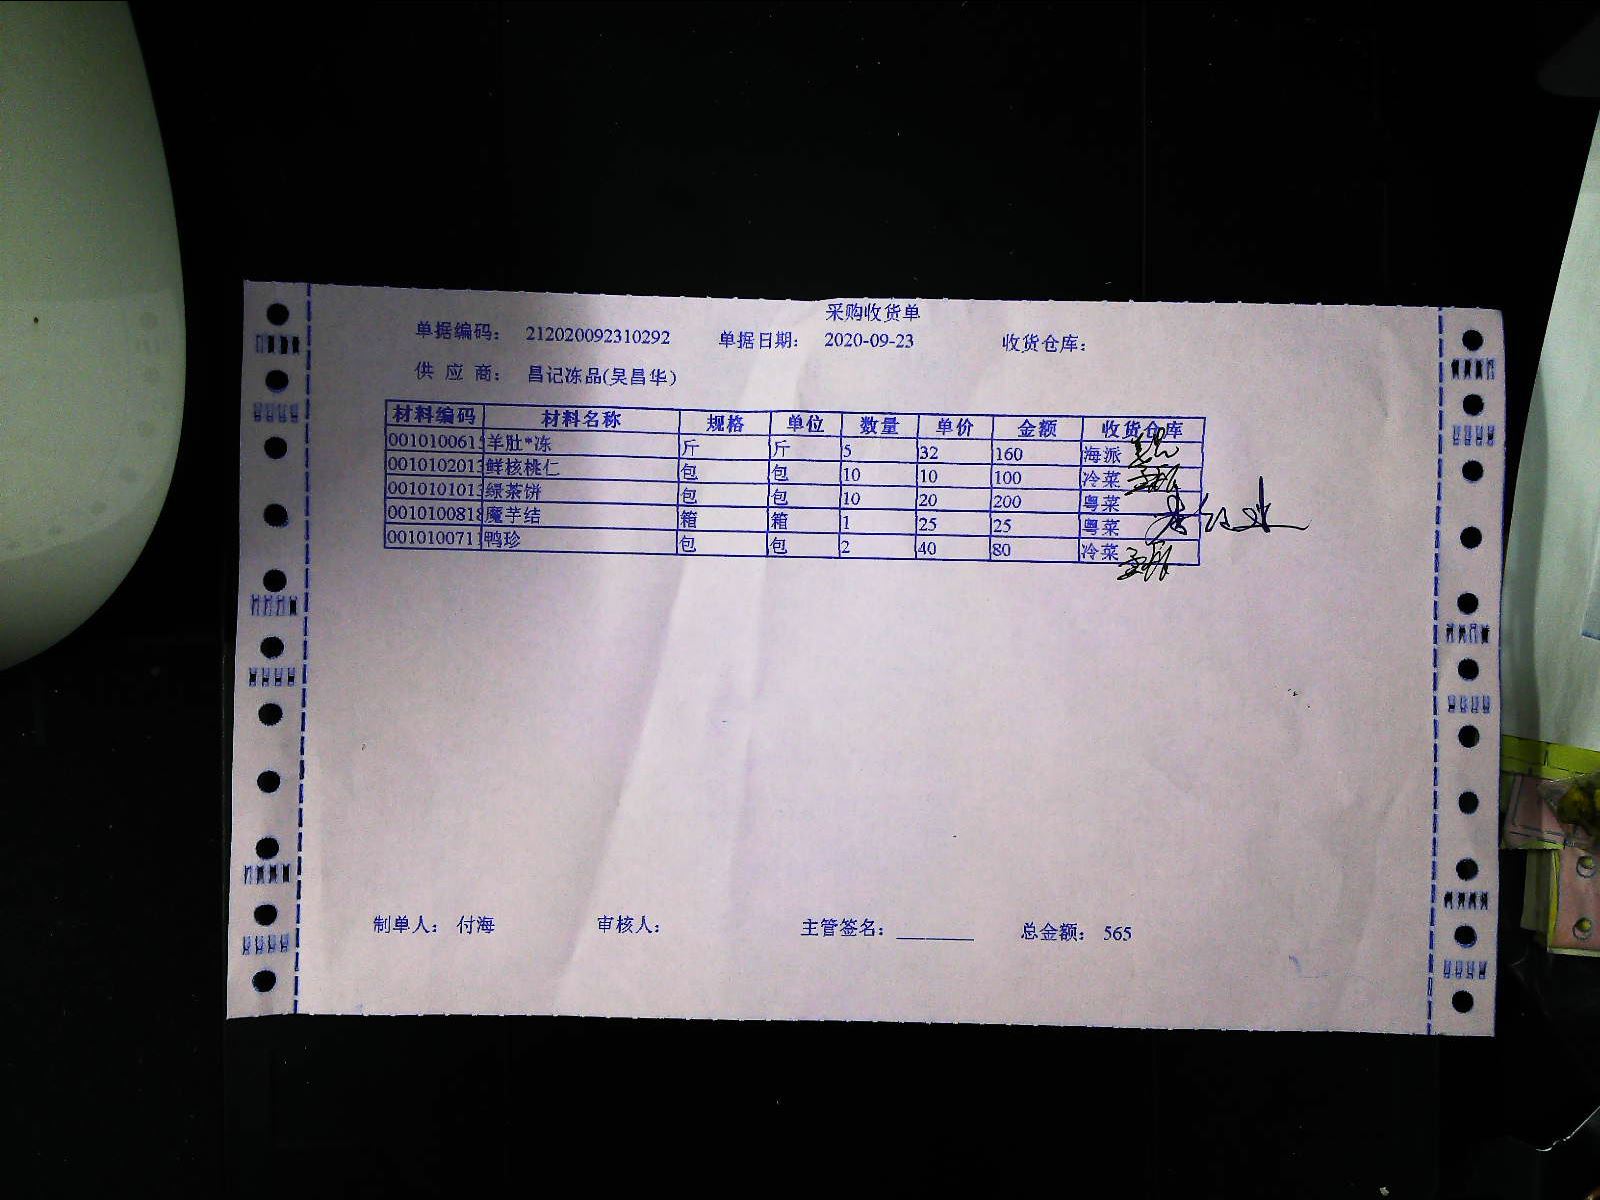 采购收货单
单据编码： 212020092310292 单据日期： 2020-09-23 收货仓库：
供 应 商： 昌记冻品(吴昌华)
材料编码 材料名称 规格 单位 数量 单价 金额 收货仓库
001010061 羊肚*冻 斤 斤 5 32 160 海派
001010201 鲜核桃仁 包 包 10 10 100 冷菜
001010101 绿茶饼 包 包 10 20 200 粤菜
001010081 魔芋结 箱 箱 1 25 25 粤菜
001010071 鸭珍 包 包 2 40 80 冷菜
制单人： 付海 审核人： 主管签名： 总金额： 565